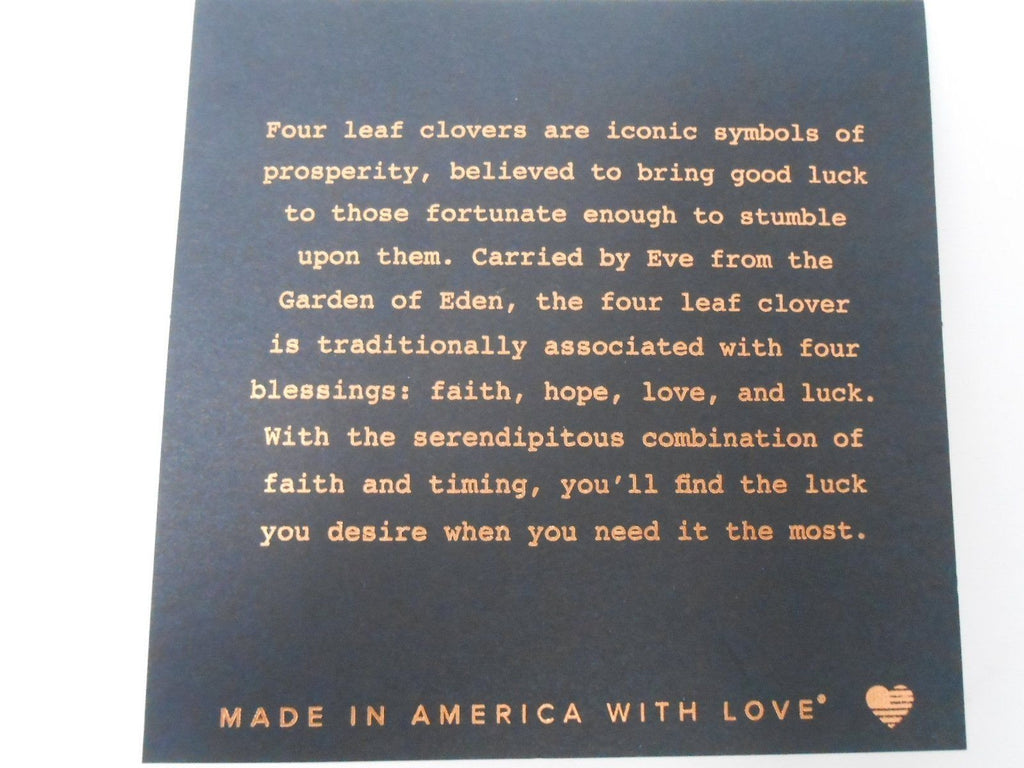 Four leaf clovers are iconic symbols of
prosperity, believed to bring good luck
to those fortunate enough to stumble
upon them. Carried by Eve from the
Garden of Eden, the four leaf clover
is traditionally associated with four
blessings: faith, hope, love, and luck.
With the serendipitous combination of
faith and timing, you'll find the luck
you desire when you need it the most.
MADE IN AMERICA WITH LOVE®